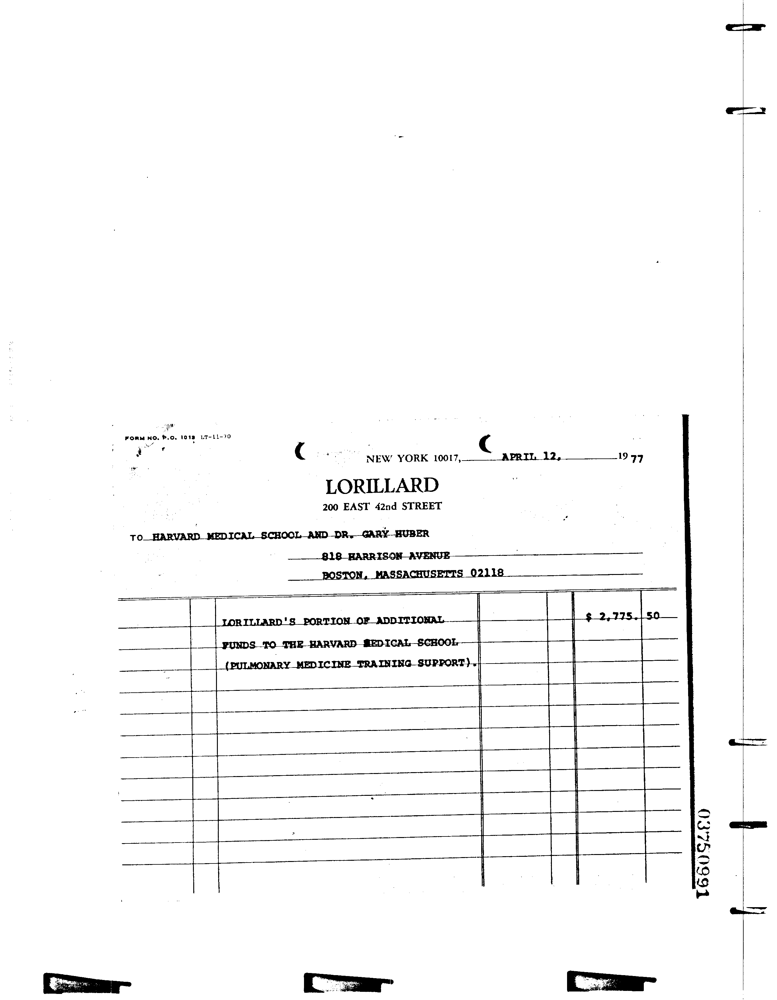 FORM NO. P.O. 1018 L7-11-70
NEW YORK 10017, APRIL 12, 1977
LORILLARD
200 EAST 42nd STREET
TO HARVARD MEDICAL SCHOOL AND DR. GARY HUBER
818 HARRISON AVENUE
BOSTON, MASSACHUSETTS 02118
LORILLARD'S PORTION OF ADDITIONAL $ 2,775. 50
FUNDS TO THE HARVARD MEDICAL SCHOOL
(PULMONARY MEDICINE TRAINING SUPPORT).
03750991